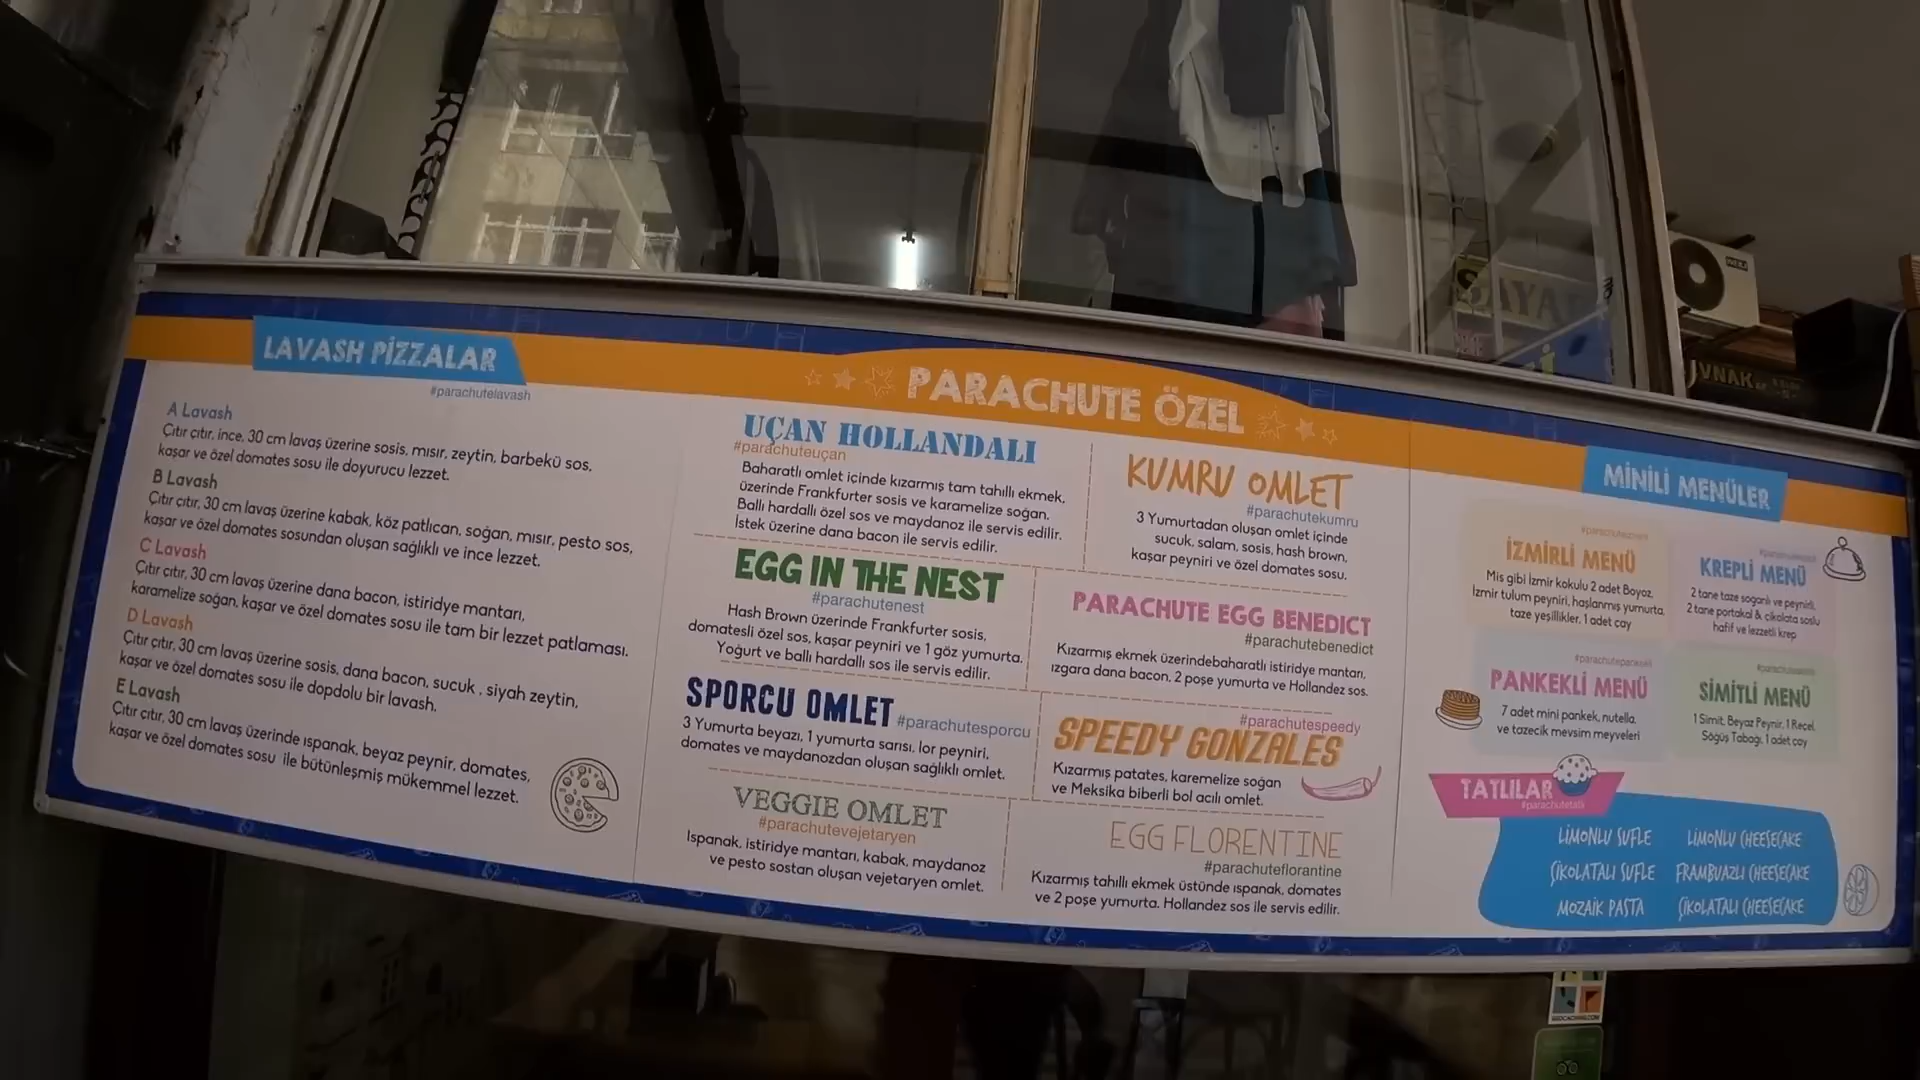 LAVASH PİZZALAR
#parachutelavash
A Lavash
Çıtır çıtır, ince, 30 cm lavaş üzerine sosis, mısır, zeytin, barbekü sos,
kaşar ve özel domates sosu ile doyurucu lezzet.
B Lavash
Çıtır çıtır, 30 cm lavaş üzerine kabak, köz patlıcan, soğan, mısır, pesto sos,
kaşar ve özel domates sosundan oluşan sağlıklı ve ince lezzet.
C Lavash
Çıtır çıtır, 30 cm lavaş üzerine dana bacon, istiridye mantarı,
karamelize soğan, kaşar ve özel domates sosu ile tam bir lezzet patlaması.
D Lavash
Çıtır çıtır, 30 cm lavaş üzerine sosis, dana bacon, sucuk , siyah zeytin,
kaşar ve özel domates sosu ile dopdolu bir lavash.
E Lavash
Çıtır çıtır, 30 cm lavaş üzerinde ıspanak, beyaz peynir, domates,
kaşar ve özel domates sosu ile bütünleşmiş mükemmel lezzet.
PARACHUTE ÖZEL
UÇAN HOLLANDALI
#parachuteuçan
Baharatlı omlet içinde kızarmış tam tahıllı ekmek,
üzerinde Frankfurter sosis ve karamelize soğan.
Ballı hardallı özel sos ve maydanoz ile servis edilir.
İstek üzerine dana bacon ile servis edilir.
EGG IN THE NEST
#parachutenest
Hash Brown üzerinde Frankfurter sosis,
domatesli özel sos, kaşar peyniri ve 1 göz yumurta.
Yoğurt ve ballı hardallı sos ile servis edilir.
SPORCU OMLET #parachutesporcu
3 Yumurta beyazı, 1 yumurta sarısı, lor peyniri,
domates ve maydanozdan oluşan sağlıklı omlet.
VEGGIE OMLET
#parachutevejetaryen
Ispanak, istiridye mantarı, kabak, maydanoz
ve pesto sostan oluşan vejetaryen omlet.
KUMRU OMLET
#parachutekumru
3 Yumurtadan oluşan omlet içinde
sucuk, salam, sosis, hash brown,
kaşar peyniri ve özel domates sosu.
PARACHUTE EGG BENEDICT
#parachutebenedict
Kızarmış ekmek üzerindebaharatlı istiridye mantarı,
ızgara dana bacon, 2 poşe yumurta ve Hollandez sos.
#parachutespeedy
SPEEDY GONZALES
Kızarmış patates, karemelize soğan
ve Meksika biberli bol acılı omlet.
EGG FLORENTINE
#parachuteflorantine
Kızarmış tahıllı ekmek üstünde ıspanak, domates
ve 2 poşe yumurta. Hollandez sos ile servis edilir.
MİNİLİ MENÜLER
İZMİRLİ MENÜ
Mis gibi İzmir kokulu 2 adet Boyoz,
İzmir tulum peyniri, haşlanmış yumurta,
taze yeşillikler, 1 adet çay
KREPLİ MENÜ
2 tane taze soğanlı ve peynirli,
2 tane portakal & çikolata soslu
hafif ve lezzetli krep
PANKEKLİ MENÜ
7 adet mini pankek, nutella,
ve tazecik mevsim meyveleri
SİMİTLİ MENÜ
1 Simit, Beyaz Peynir, 1 Reçel,
Söğüş Tabağı, 1 adet çay
TATLILAR
#parachutetatlı
LİMONLU SUFLE
ÇİKOLATALI SUFLE
MOZAİK PASTA
LİMONLU CHEESECAKE
FRAMBUAZLI CHEESECAKE
ÇİKOLATALI CHEESECAKE